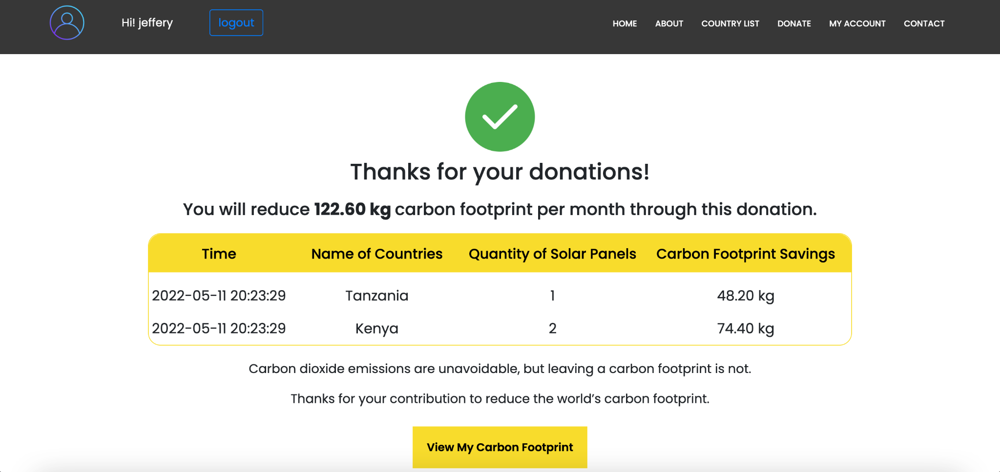 Hi! jeffery logout HOME ABOUT COUNTRY LIST DONATE MY ACCOUNT CONTACT
Thanks for your donations!
You will reduce 122.60 kg carbon footprint per month through this donation.
Time Name of Countries Quantity of Solar Panels Carbon Footprint Savings
2022-05-11 20:23:29 Tanzania 1 48.20 kg
2022-05-11 20:23:29 Kenya 2 74.40 kg
Carbon dioxide emissions are unavoidable, but leaving a carbon footprint is not.
Thanks for your contribution to reduce the world’s carbon footprint.
View My Carbon Footprint